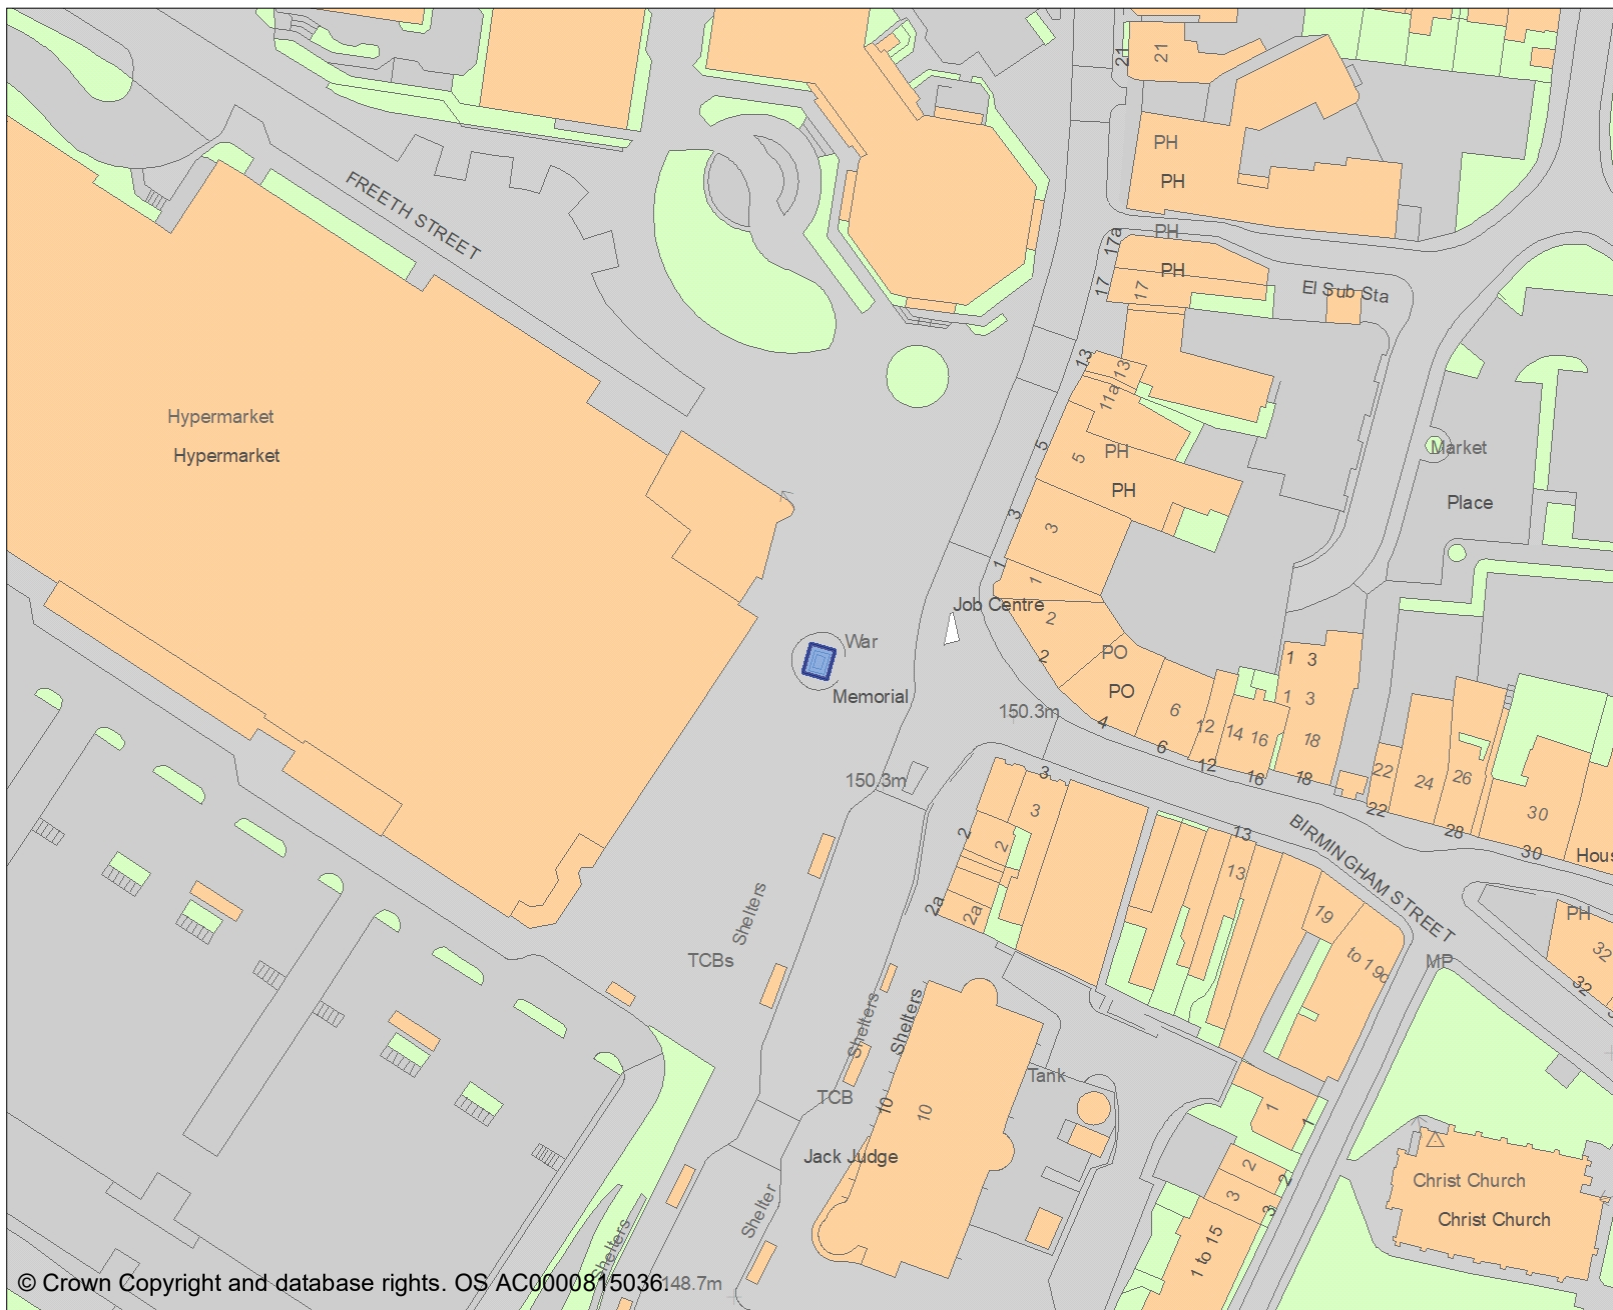 21
21
PH
PH
FREETH STREET
17a
PH
PH
17
17
El Sub Sta
13
13
11a
Hypermarket
Hypermarket
5
5
PH
PH
Market
Place
3
3
1
1
Job Centre
2
2
War
Memorial
PO
PO
1 3
1 3
150.3m
4
6
6
12
12
14
16
16
18
18
22
22
24
26
28
30
30
150.3m
3
3
2
2
2a
2a
13
13
BIRMINGHAM STREET
Hous
19
to 19c
MP
PH
32
32
Shelters
TCBs
Shelters
Shelters
TCB
10
10
Tank
Jack Judge
Shelter
Shelters
1
1
2
2
3
3
1 to 15
Christ Church
Christ Church
© Crown Copyright and database rights. OS AC0000815036.
148.7m